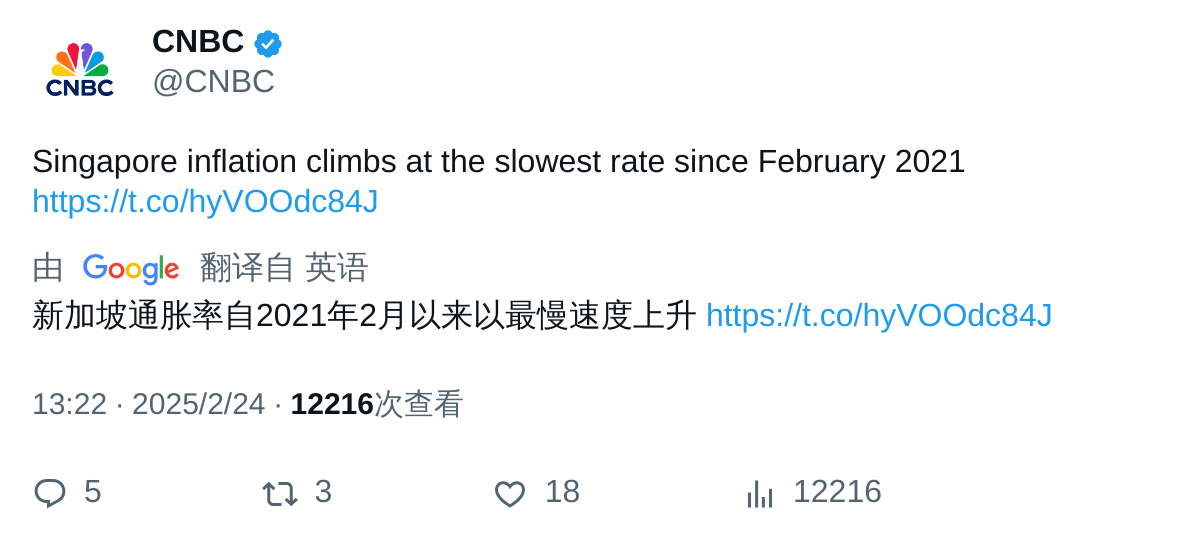 CNBC
CNBC
@CNBC
Singapore inflation climbs at the slowest rate since February 2021
https://t.co/hyVOOdc84J
由 Google 翻译自 英语
新加坡通胀率自2021年2月以来以最慢速度上升 https://t.co/hyVOOdc84J
13:22 · 2025/2/24 · 12216次查看
5 3 18 12216